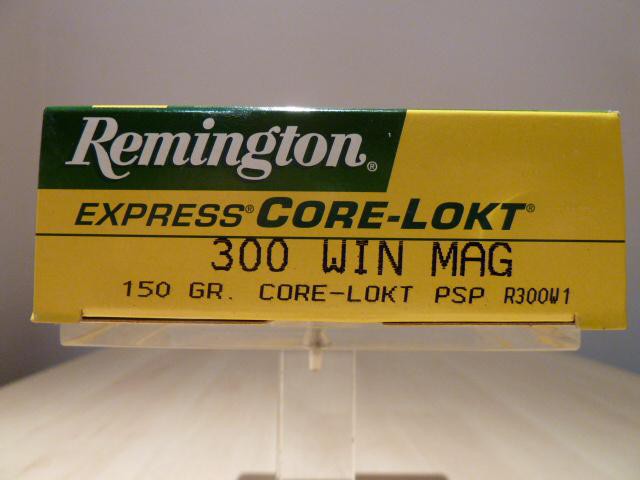 Remington®
EXPRESS® CORE-LOKT®
300 WIN MAG
150 GR. CORE-LOKT PSP R300W1